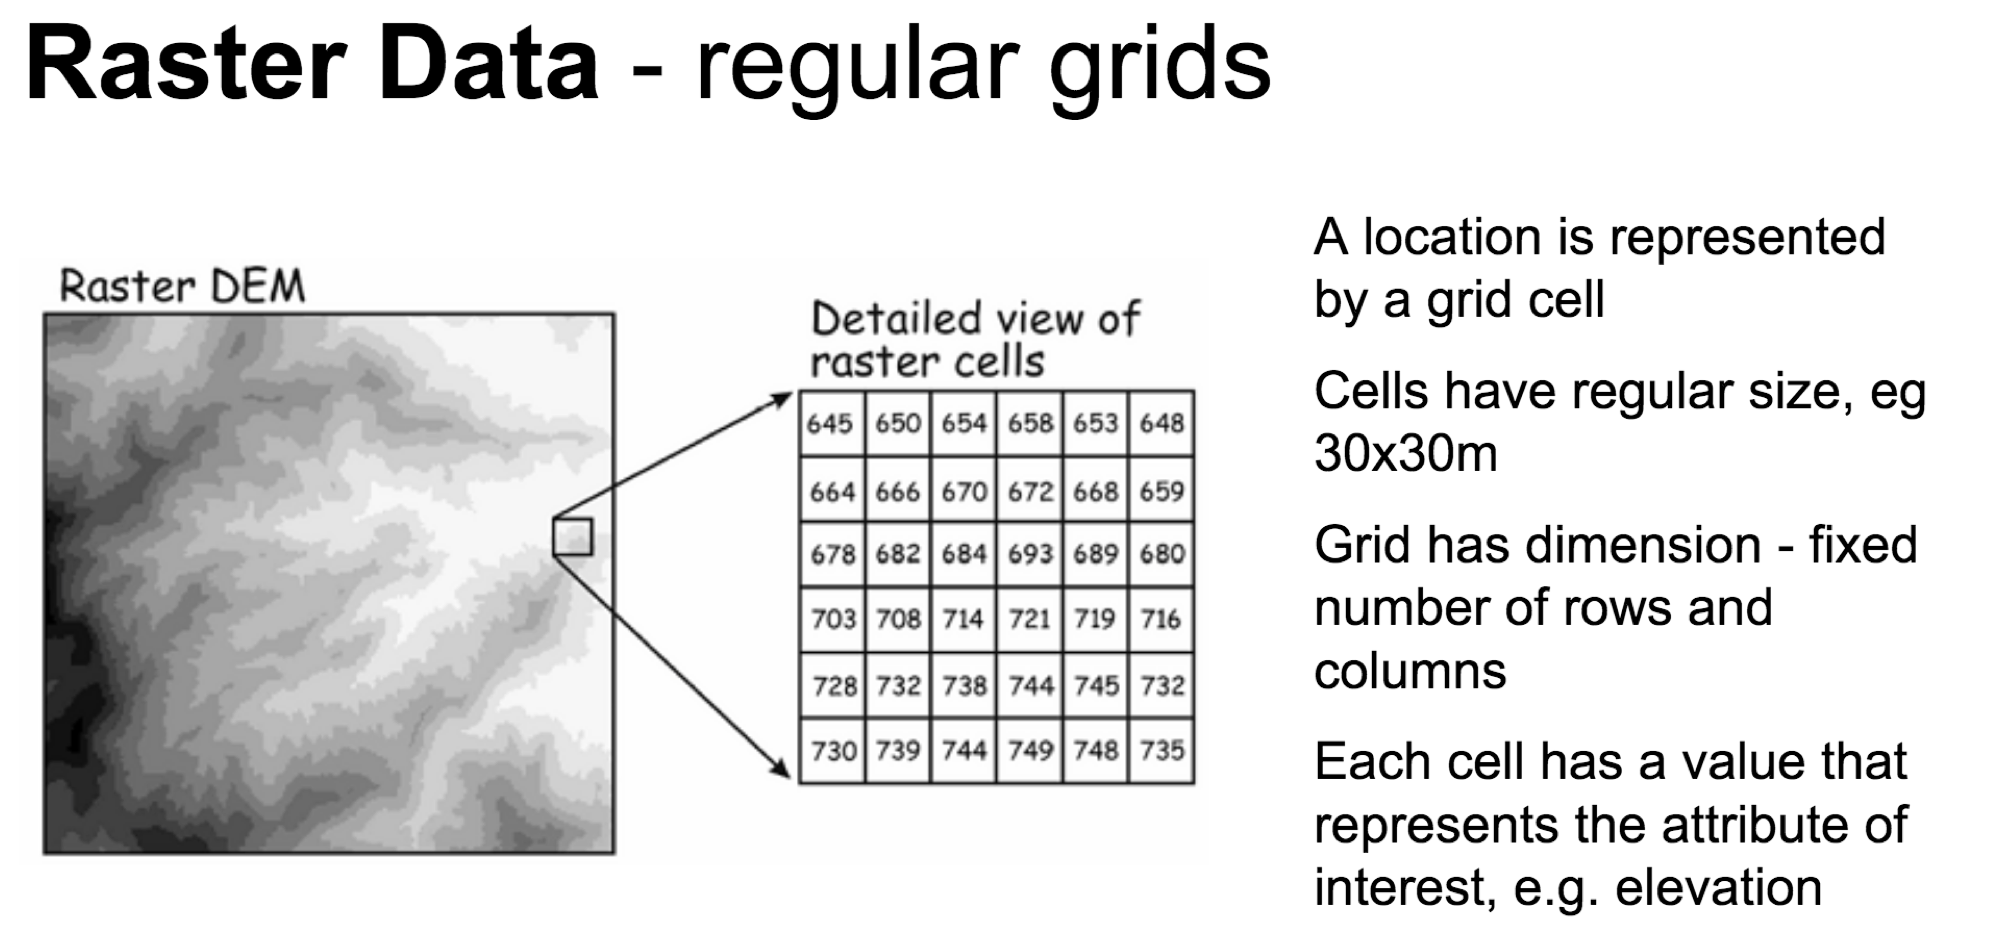 Raster Data - regular grids
Raster DEM
Detailed view of
raster cells
645 650 654 658 653 648
664 666 670 672 668 659
678 682 684 693 689 680
703 708 714 721 719 716
728 732 738 744 745 732
730 739 744 749 748 735
A location is represented
by a grid cell
Cells have regular size, eg
30x30m
Grid has dimension - fixed
number of rows and
columns
Each cell has a value that
represents the attribute of
interest, e.g. elevation